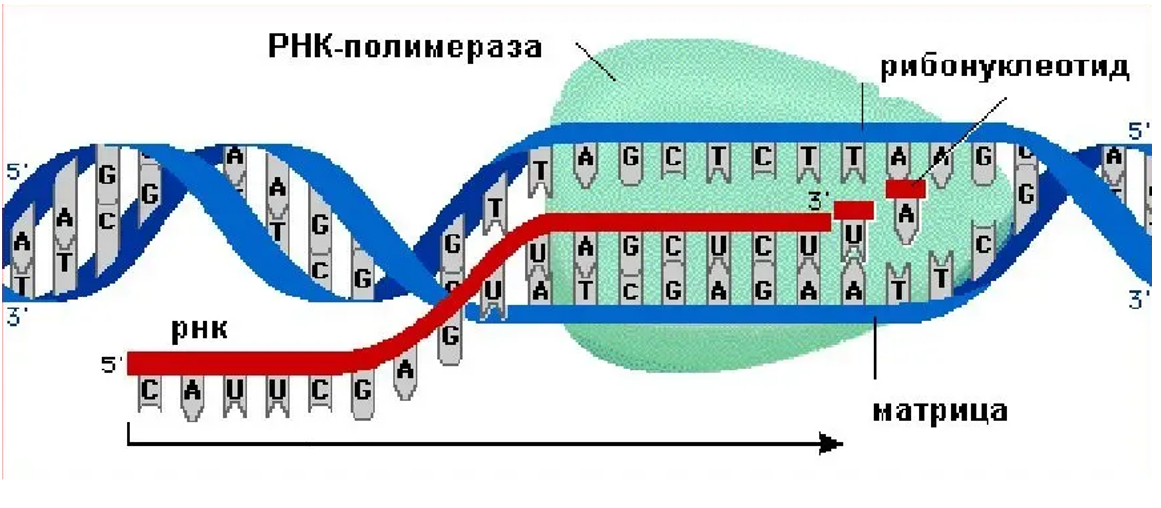 РНК-полимераза
рибонуклеотид
5'
5'
G A A
G A
A C G G G T T A G C T C T T A A G G
A T T C G
T
3'
U A G C U C U U A C
U A T C G A G A A T T
3'
3'
РНК
G
5'
C A U U C G A
матрица